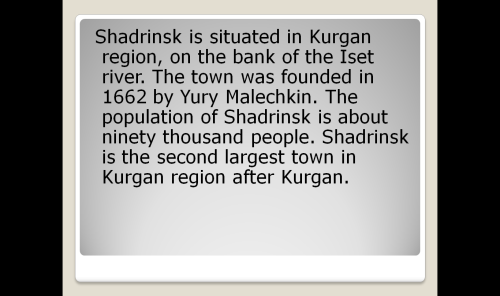 Shadrinsk is situated in Kurgan
region, on the bank of the Iset
river. The town was founded in
1662 by Yury Malechkin. The
population of Shadrinsk is about
ninety thousand people. Shadrinsk
is the second largest town in
Kurgan region after Kurgan.